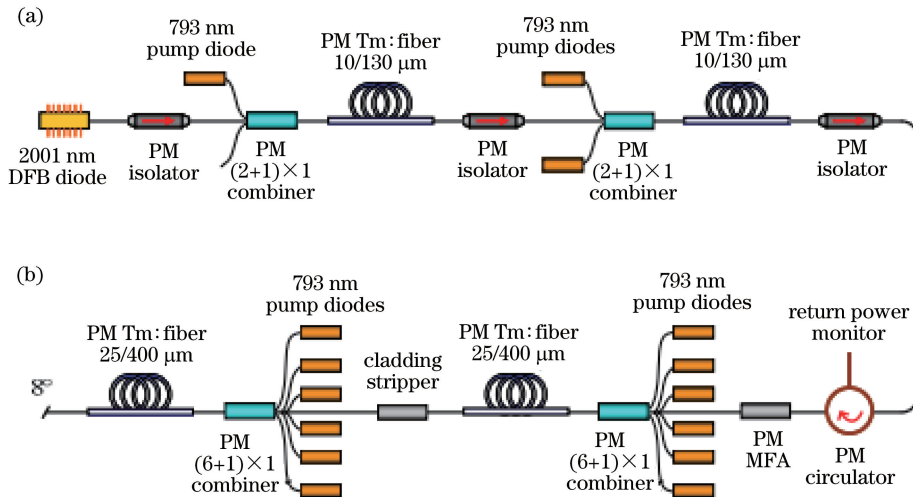 (a)
793 nm
pump diode
PM Tm:fiber
10/130 μm
793 nm
pump diodes
PM Tm:fiber
10/130 μm
2001 nm
DFB diode
PM
isolator
PM
(2+1)×1
combiner
PM
isolator
PM
(2+1)×1
combiner
PM
isolator
(b)
793 nm
pump diodes
793 nm
pump diodes
PM Tm:fiber
25/400 μm
cladding
stripper
PM Tm:fiber
25/400 μm
return power
monitor
8°
PM
(6+1)×1
combiner
PM
(6+1)×1
combiner
PM
MFA
PM
circulator